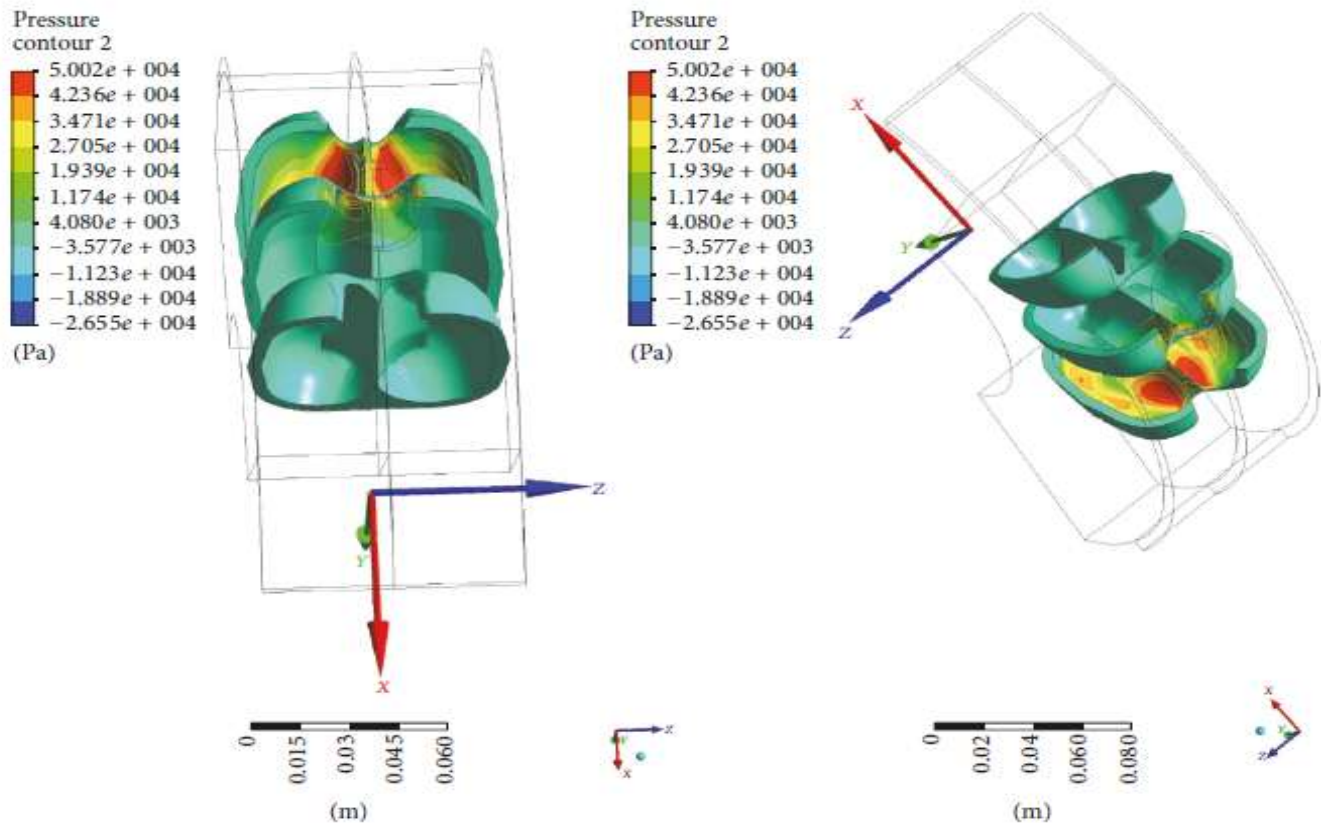 Pressure
contour 2
5.002e + 004
4.236e + 004
3.471e + 004
2.705e + 004
1.939e + 004
1.174e + 004
4.080e + 003
−3.577e + 003
−1.123e + 004
−1.889e + 004
−2.655e + 004
(Pa)
Z
Y
X
0
0.015
0.03
0.045
0.060
(m)
Z
Y
X
Pressure
contour 2
5.002e + 004
4.236e + 004
3.471e + 004
2.705e + 004
1.939e + 004
1.174e + 004
4.080e + 003
−3.577e + 003
−1.123e + 004
−1.889e + 004
−2.655e + 004
(Pa)
X
Y
Z
0
0.02
0.04
0.060
0.080
(m)
X
Y
Z